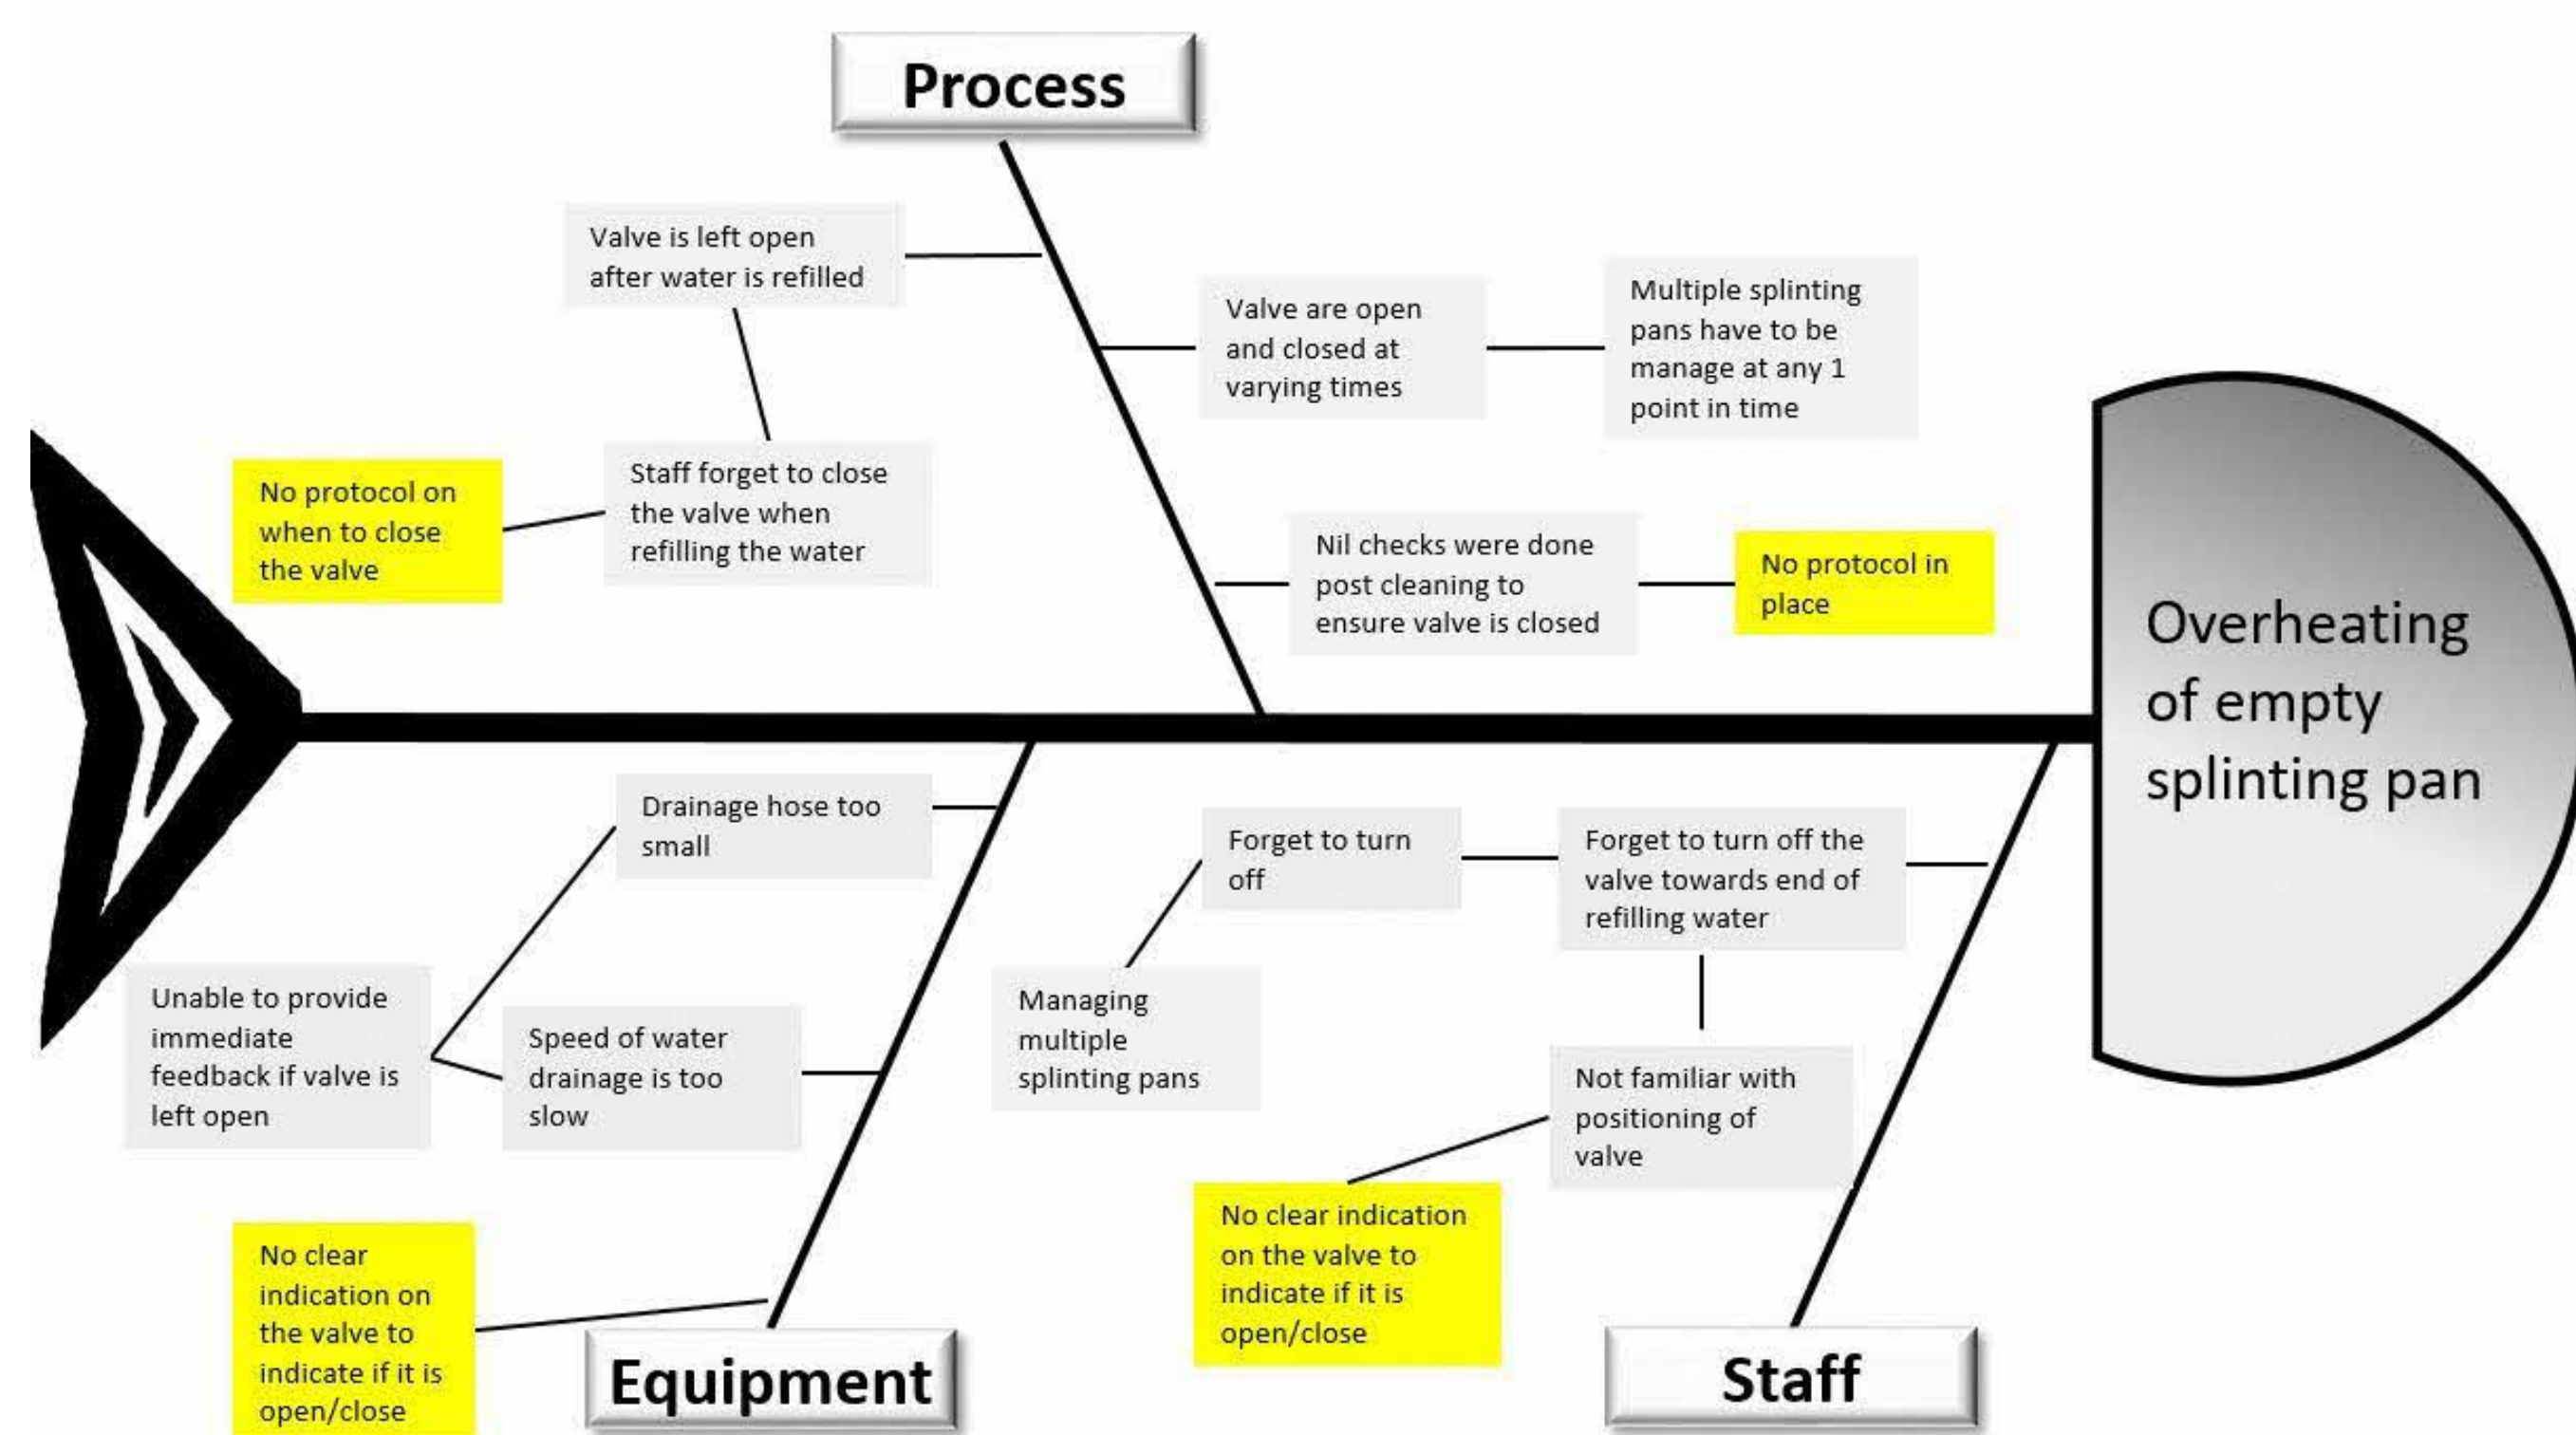 Process
Valve is left open
after water is refilled
Valve are open
and closed at
varying times
Multiple splinting
pans have to be
manage at any 1
point in time
No protocol on
when to close
the valve
Staff forget to close
the valve when
refilling the water
Nil checks were done
post cleaning to
ensure valve is closed
No protocol in
place
Overheating
of empty
splinting pan
Drainage hose too
small
Forget to turn
off
Forget to turn off the
valve towards end of
refilling water
Unable to provide
immediate
feedback if valve is
left open
Speed of water
drainage is too
slow
Managing
multiple
splinting pans
Not familiar with
positioning of
valve
No clear
indication on
the valve to
indicate if it is
open/close
No clear indication
on the valve to
indicate if it is
open/close
Equipment
Staff